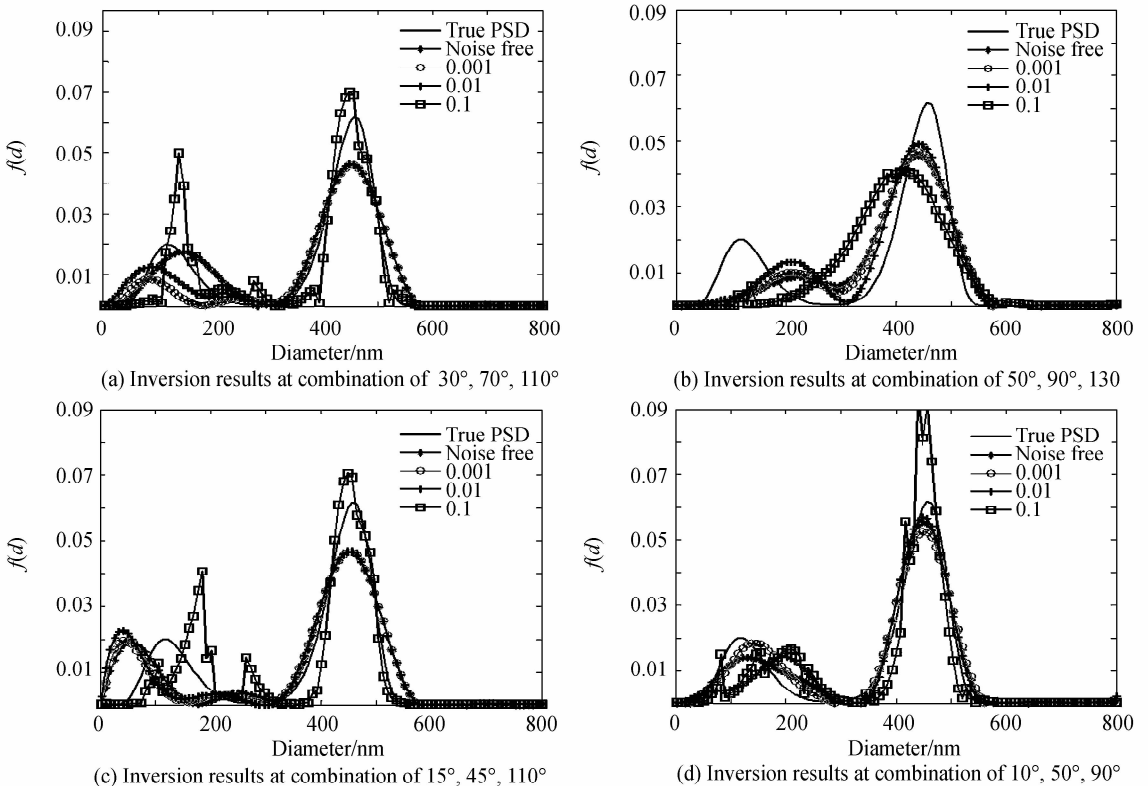 0.09
0.07
0.05
0.03
0.01
f(d)
True PSD
Noise free
0.001
0.01
0.1
0
200
400
600
800
Diameter/nm
(a) Inversion results at combination of 30°, 70°, 110°
0.09
0.07
0.05
0.03
0.01
f(d)
True PSD
Noise free
0.001
0.01
0.1
0
200
400
600
800
Diameter/nm
(b) Inversion results at combination of 50°, 90°, 130
0.09
0.07
0.05
0.03
0.01
f(d)
True PSD
Noise free
0.001
0.01
0.1
0
100
200
400
600
800
Diameter/nm
(c) Inversion results at combination of 15°, 45°, 110°
0.09
0.07
0.05
0.03
0.01
f(d)
True PSD
Noise free
0.001
0.01
0.1
0
200
400
600
800
Diameter/nm
(d) Inversion results at combination of 10°, 50°, 90°